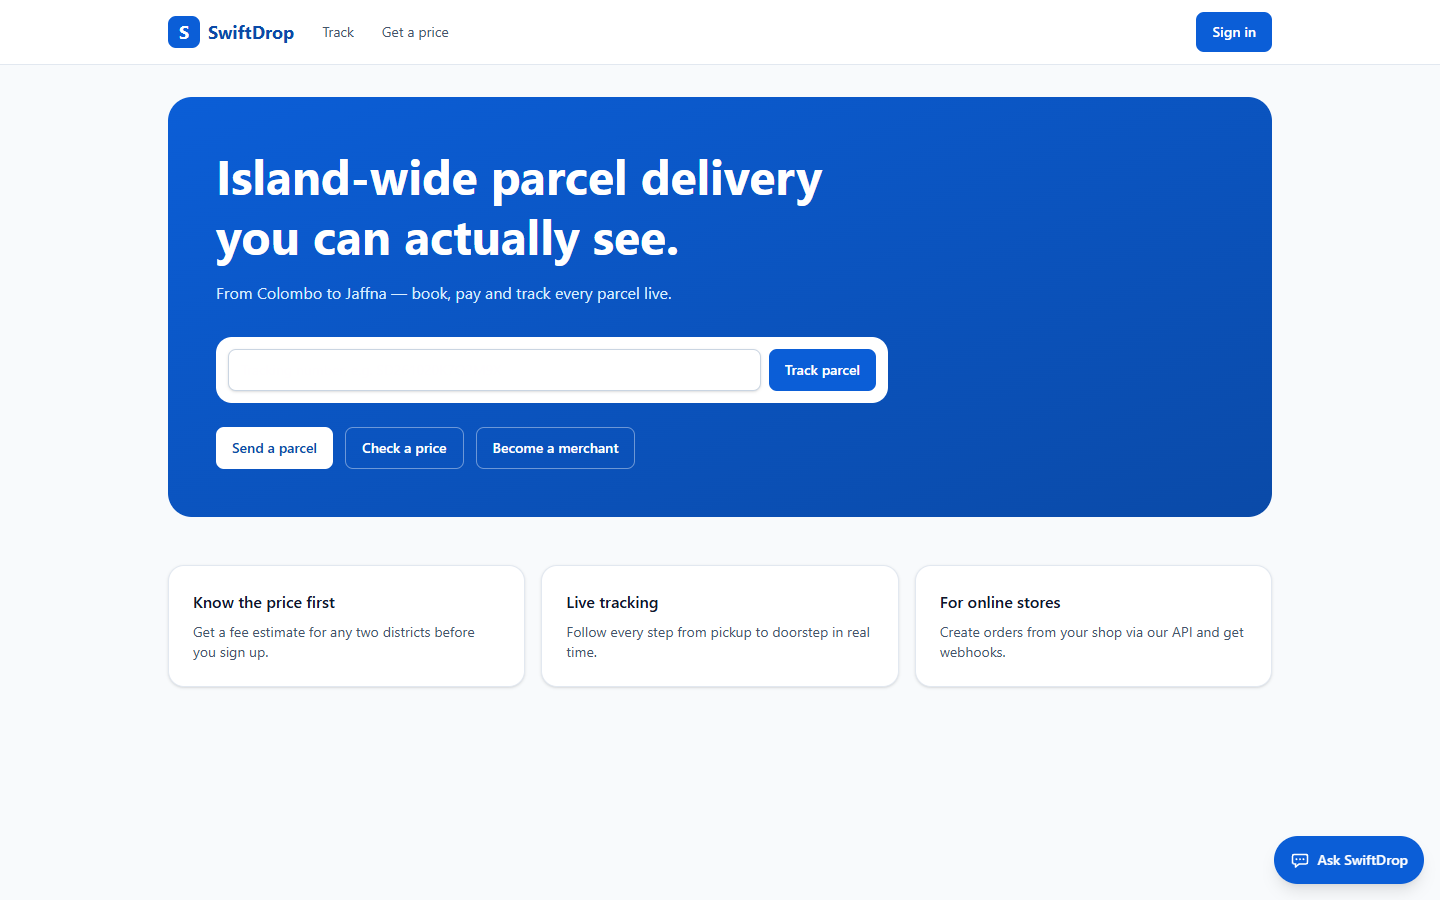 S SwiftDrop Track Get a price Sign in
Island-wide parcel delivery
you can actually see.
From Colombo to Jaffna — book, pay and track every parcel live.
Track parcel
Send a parcel Check a price Become a merchant
Know the price first
Get a fee estimate for any two districts before
you sign up.
Live tracking
Follow every step from pickup to doorstep in real
time.
For online stores
Create orders from your shop via our API and get
webhooks.
Ask SwiftDrop